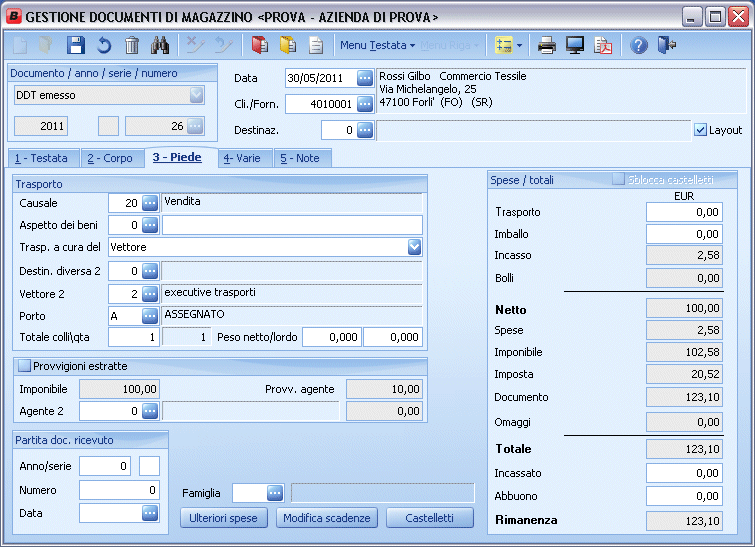 B GESTIONE DOCUMENTI DI MAGAZZINO <PROVA - AZIENDA DI PROVA>
Menu Testata Menu Riga
Documento / anno / serie / numero
DDT emesso
2011 26
Data 30/05/2011
Cli./Forn. 4010001
Destinaz. 0
Rossi Gilbo Commercio Tessile
Via Michelangelo, 25
47100 Forli' (FO) (SR)
Layout
1 - Testata 2 - Corpo 3 - Piede 4- Varie 5 - Note
Trasporto
Causale 20 Vendita
Aspetto dei beni 0
Trasp. a cura del Vettore
Destin. diversa 2 0
Vettore 2 2 executive trasporti
Porto A ASSEGNATO
Totale colli\qta 1 1 Peso netto/lordo 0,000 0,000
Provvigioni estratte
Imponibile 100,00 Provv. agente 10,00
Agente 2 0 0,00
Partita doc. ricevuto
Anno/serie 0
Numero 0
Data
Famiglia
Ulteriori spese Modifica scadenze Castelletti
Spese / totali Sblocca castelletti
EUR
Trasporto 0,00
Imballo 0,00
Incasso 2,58
Bolli 0,00
Netto 100,00
Spese 2,58
Imponibile 102,58
Imposta 20,52
Documento 123,10
Omaggi 0,00
Totale 123,10
Incassato 0,00
Abbuono 0,00
Rimanenza 123,10